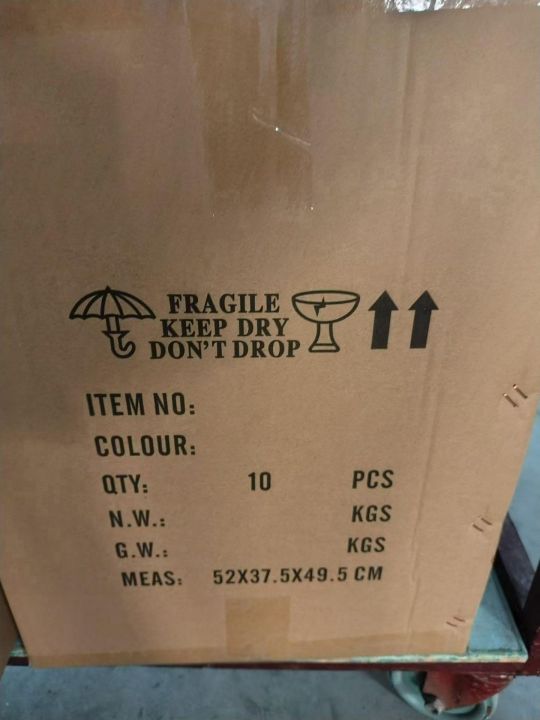 FRAGILE
KEEP DRY
DON'T DROP
ITEM NO:
COLOUR:
QTY: 10 PCS
N.W.: KGS
G.W.: KGS
MEAS: 52X37.5X49.5 CM